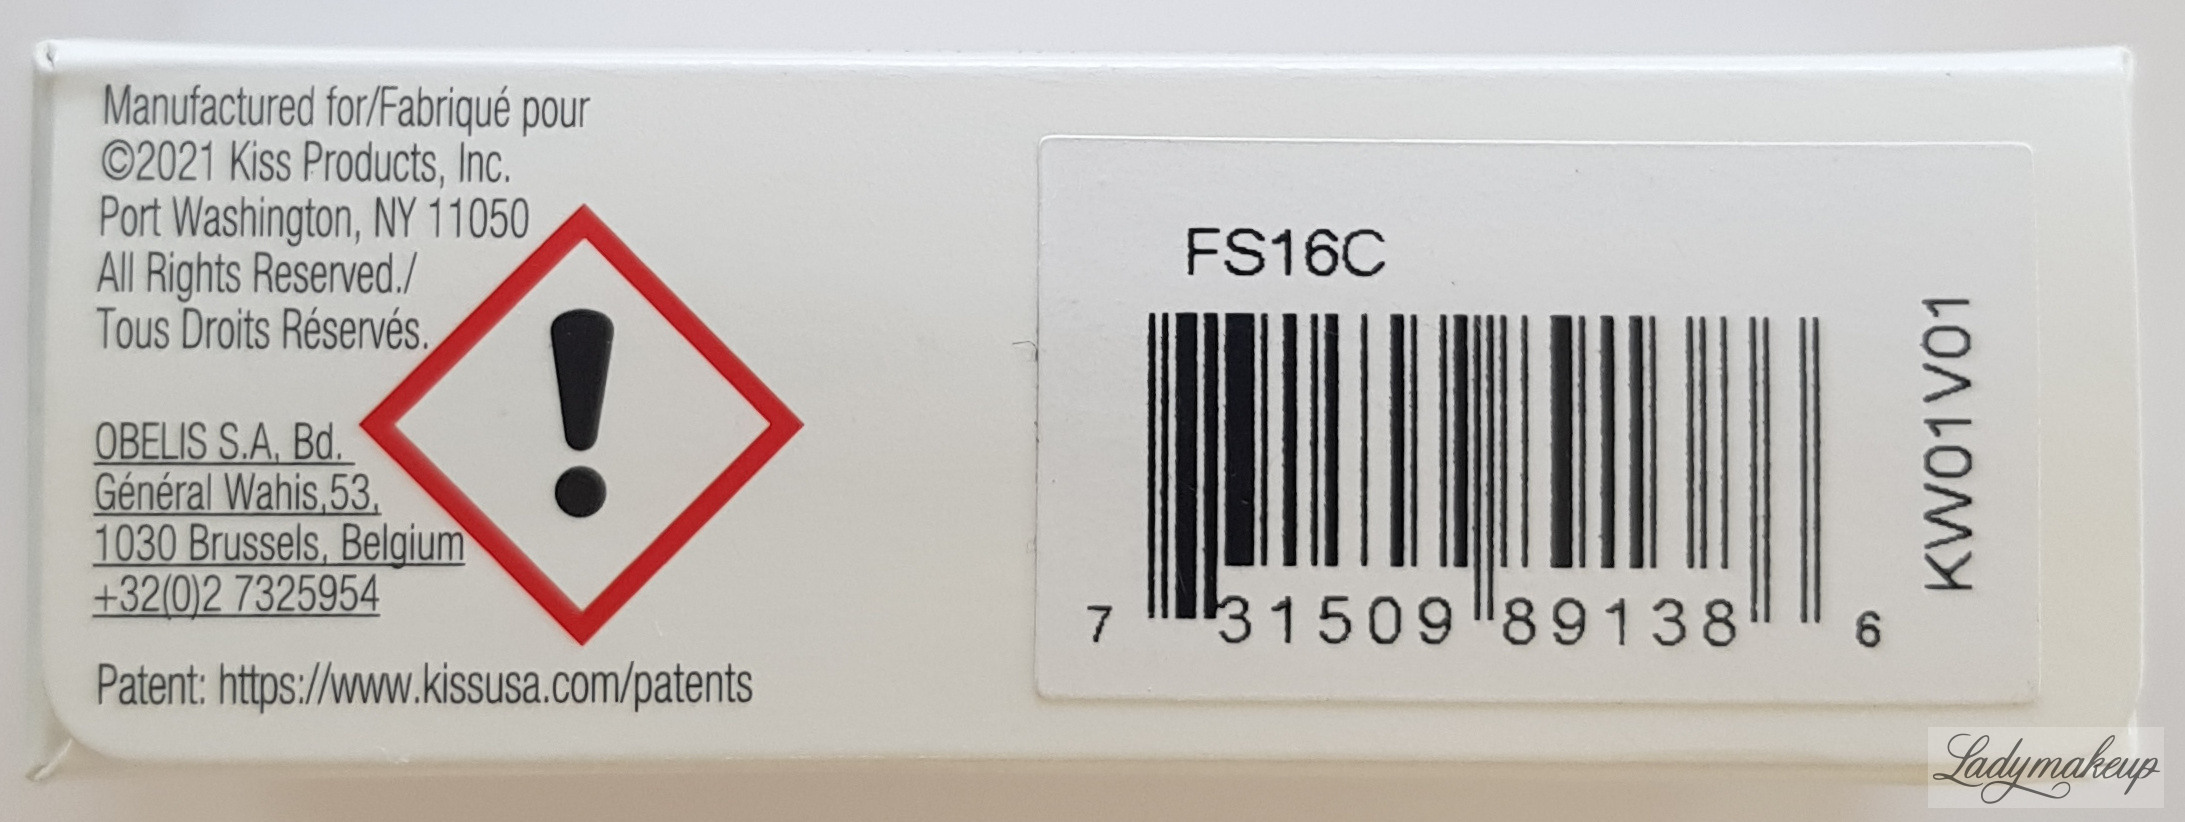 Manufactured for/Fabriqué pour
©2021 Kiss Products, Inc.
Port Washington, NY 11050
All Rights Reserved./
Tous Droits Réservés.
OBELIS S.A, Bd.
Général Wahis,53,
1030 Brussels, Belgium
+32(0)2 7325954
Patent: https://www.kissusa.com/patents
FS16C
7 31509 89138 6
KW01V01
Ladymakeup